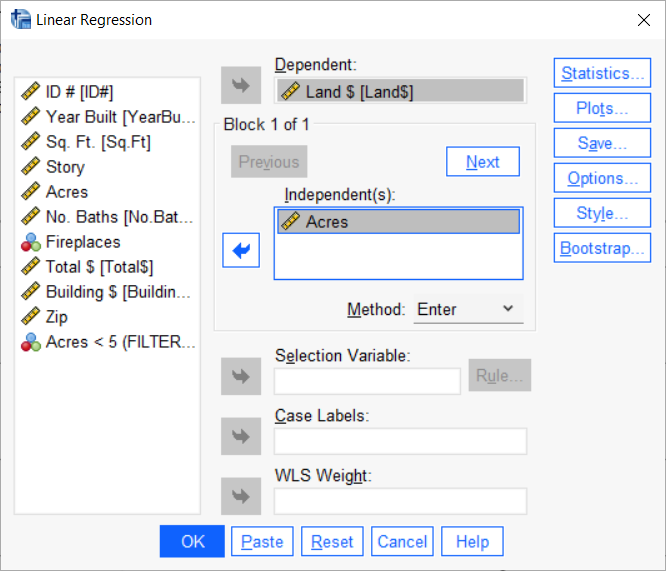 Linear Regression
ID # [ID#]
Year Built [YearBu...
Sq. Ft. [Sq.Ft]
Story
Acres
No. Baths [No.Bat...
Fireplaces
Total $ [Total$]
Building $ [Buildin...
Zip
Acres < 5 (FILTER...
Dependent:
Land $ [Land$]
Block 1 of 1
Previous
Next
Independent(s):
Acres
Method: Enter
Selection Variable:
Rule...
Case Labels:
WLS Weight:
Statistics...
Plots...
Save...
Options...
Style...
Bootstrap...
OK Paste Reset Cancel Help